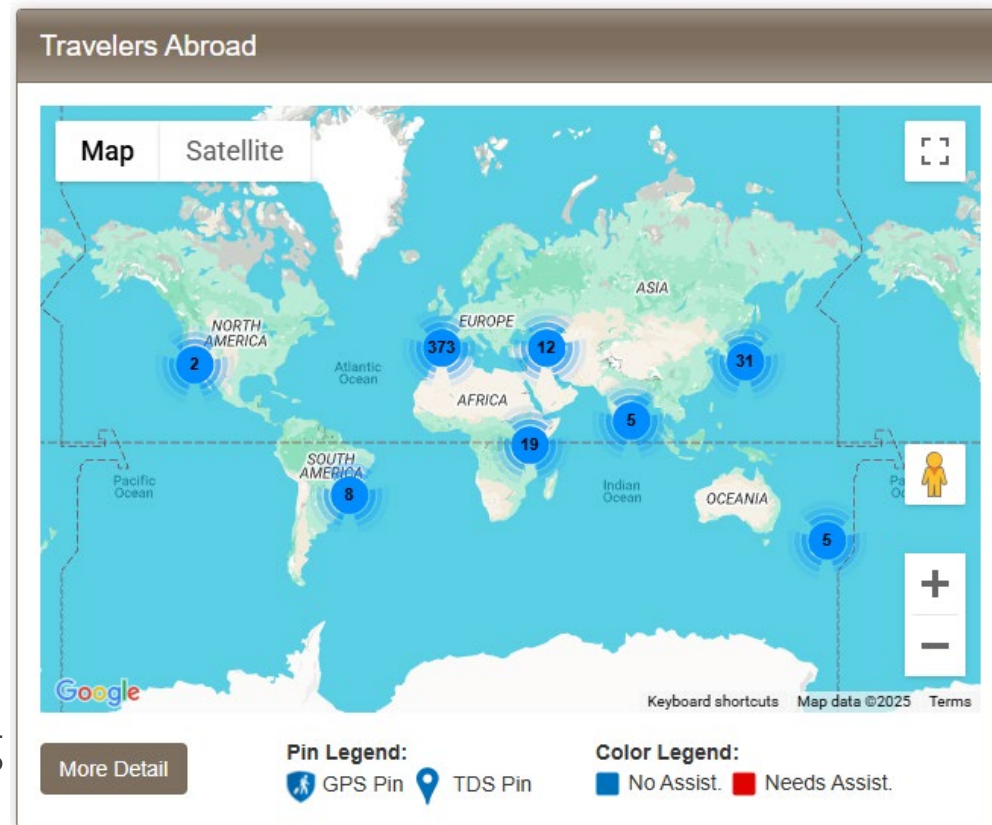 Travelers Abroad
Map Satellite
ASIA
NORTH
AMERICA
EUROPE
2
373
12
31
Atlantic
Ocean
AFRICA
5
19
SOUTH
AMERICA
8
Pacific
Ocean
Indian
Ocean
OCEANIA
Pa
Oc
5
Google
Keyboard shortcuts Map data ©2025 Terms
More Detail
Pin Legend:
GPS Pin TDS Pin
Color Legend:
No Assist. Needs Assist.